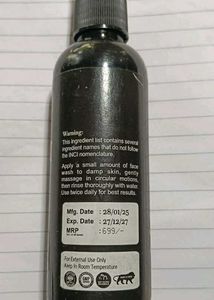 Warning:
This ingredient list contains several
ingredient names that do not follow
the INCI nomenclature.
Apply a small amount of face
wash to damp skin, gently
massage in circular motions,
then rinse thoroughly with water.
Use twice daily for best results.
Mfg. Date : 28/01/25
Exp. Date : 27/12/27
MRP : 699/-
For External Use Only
Keep In Room Temperature